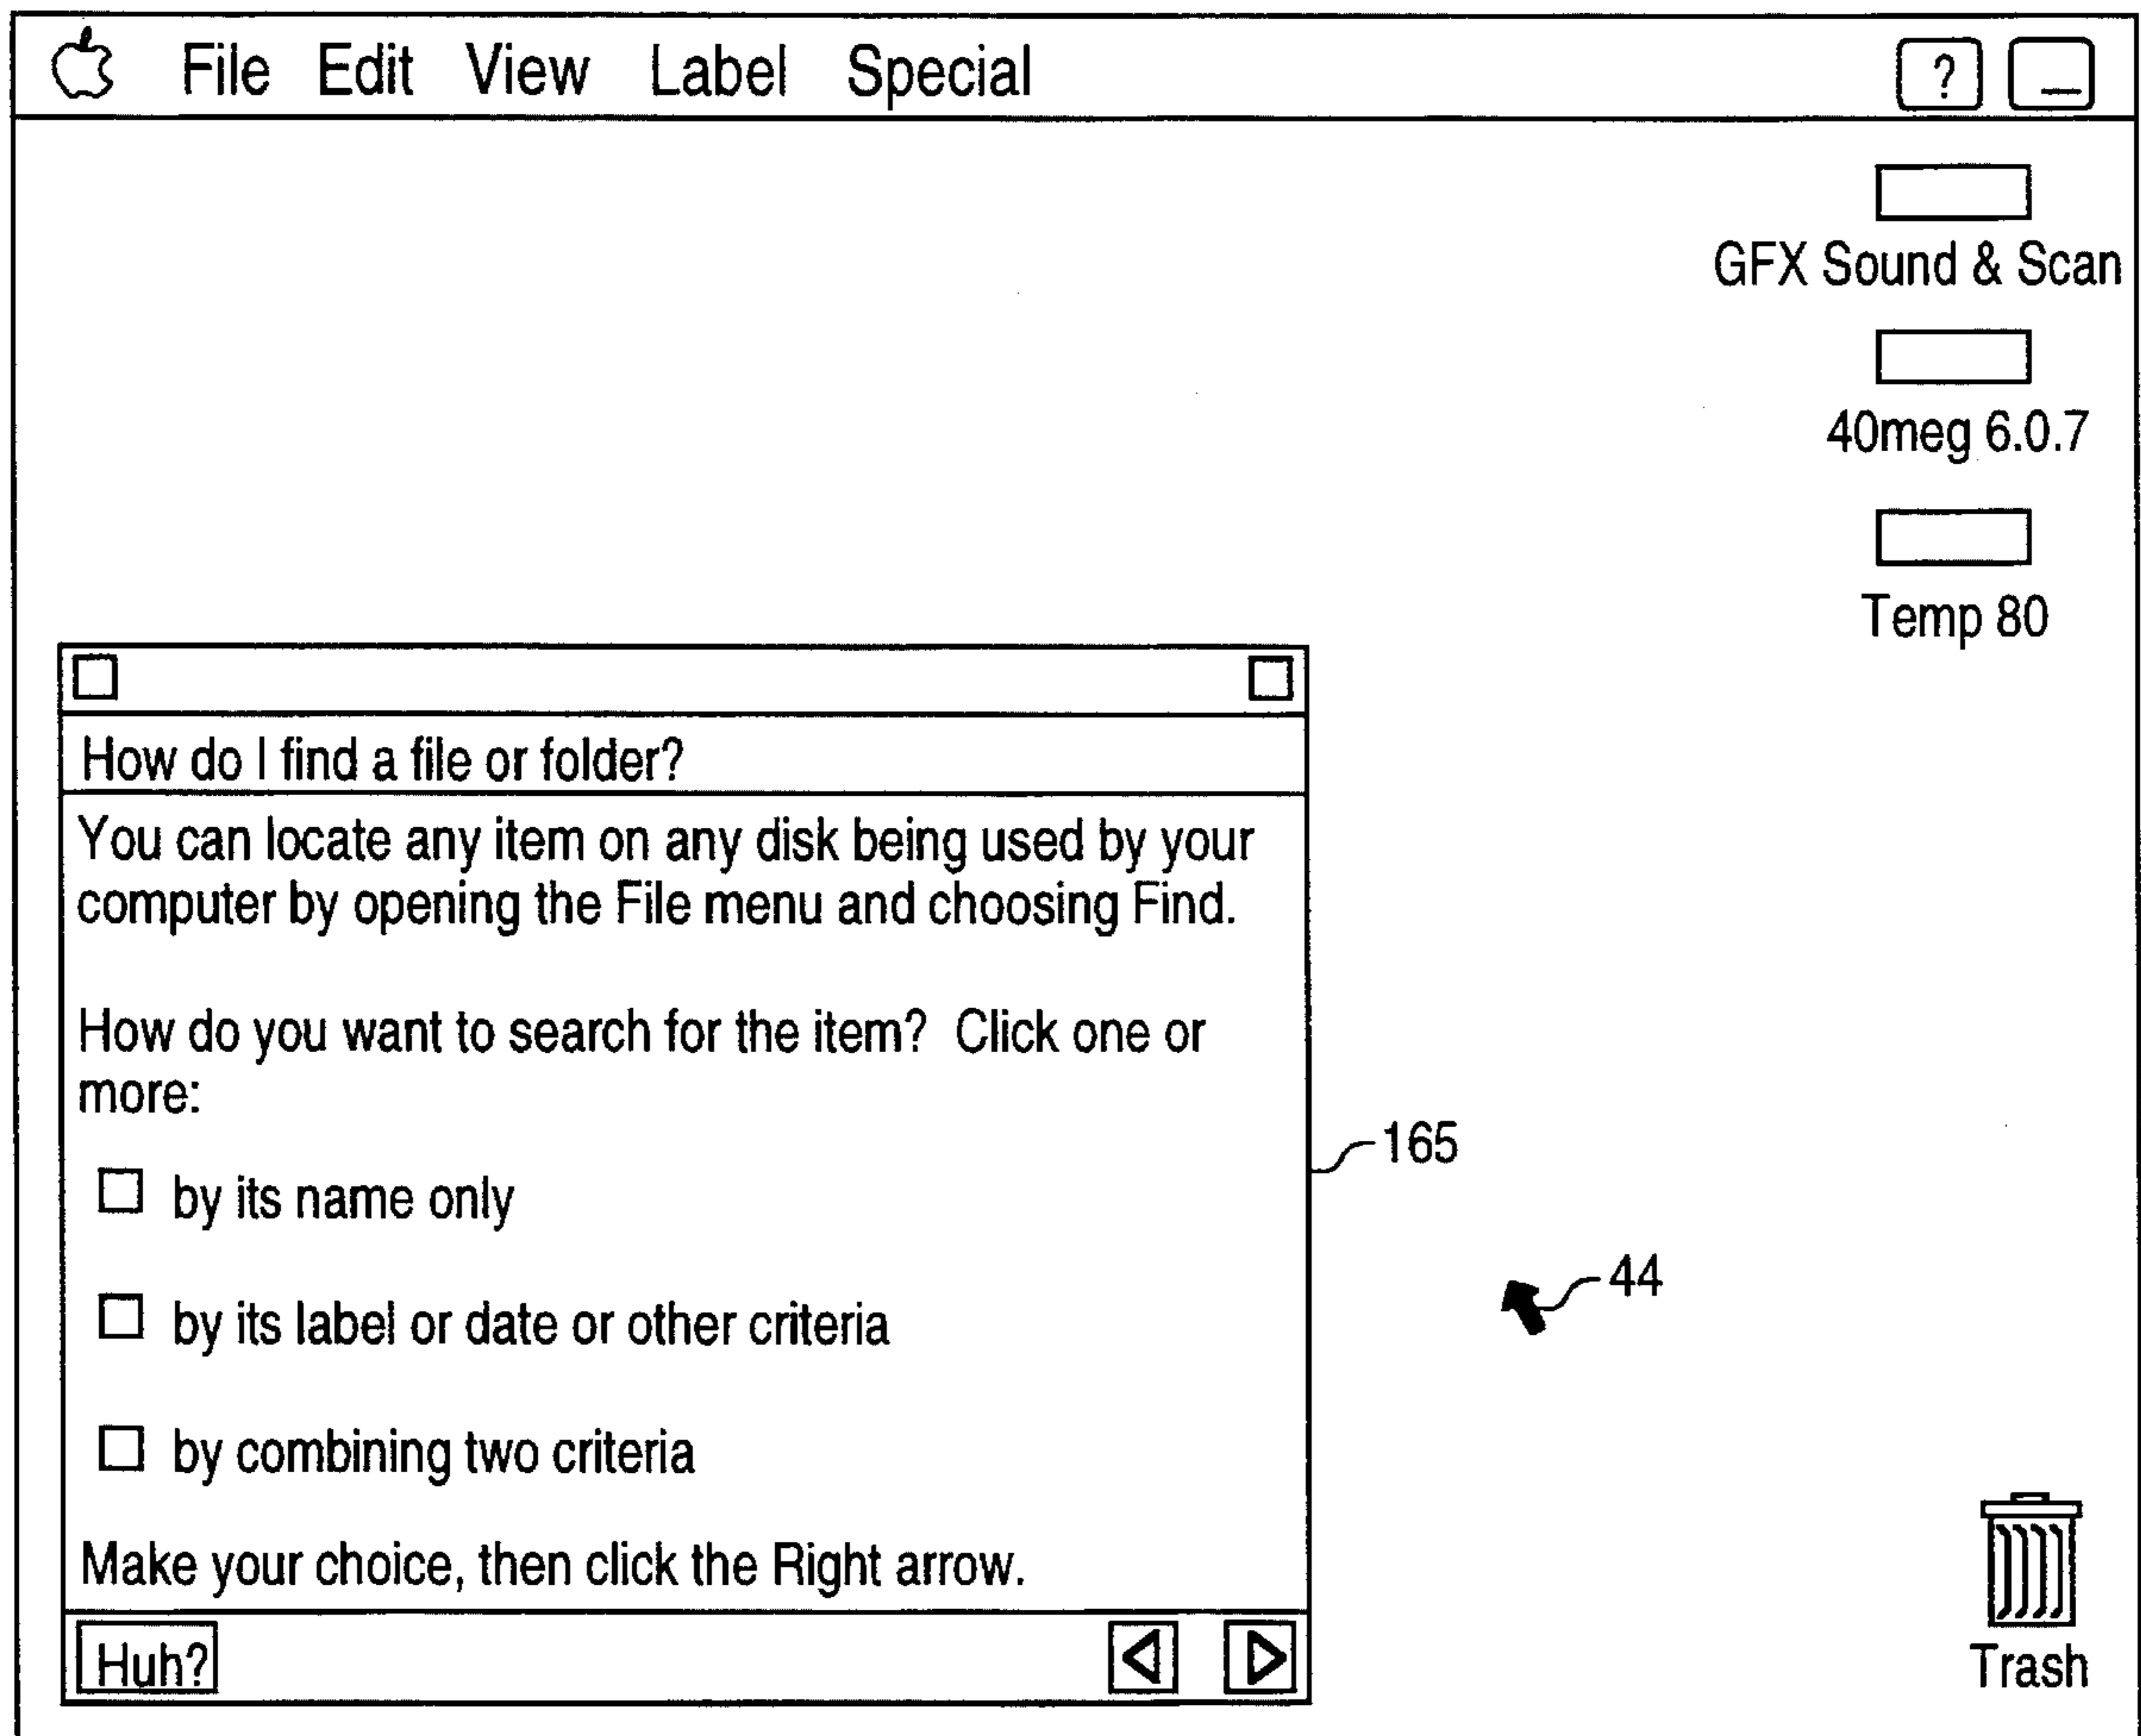 File Edit View Label Special ? _
GFX Sound & Scan
40meg 6.0.7
Temp 80
How do I find a file or folder?
You can locate any item on any disk being used by your
computer by opening the File menu and choosing Find.
How do you want to search for the item? Click one or
more:
by its name only
by its label or date or other criteria
by combining two criteria
Make your choice, then click the Right arrow.
Huh?
165
44
Trash